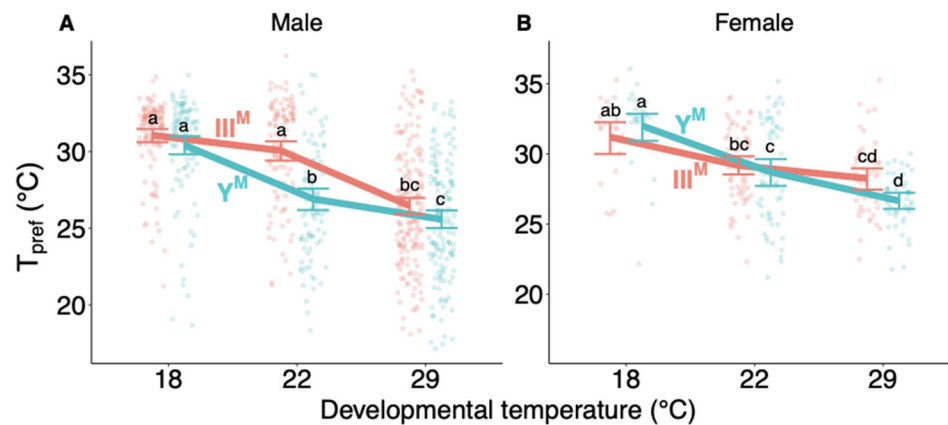 A Male
35
30
25
20
T_pref (°C)
a a a
III^M
Y^M
b
bc c
18 22 29
B Female
35
30
25
20
ab a
Y^M
III^M
bc c
cd d
18 22 29
Developmental temperature (°C)